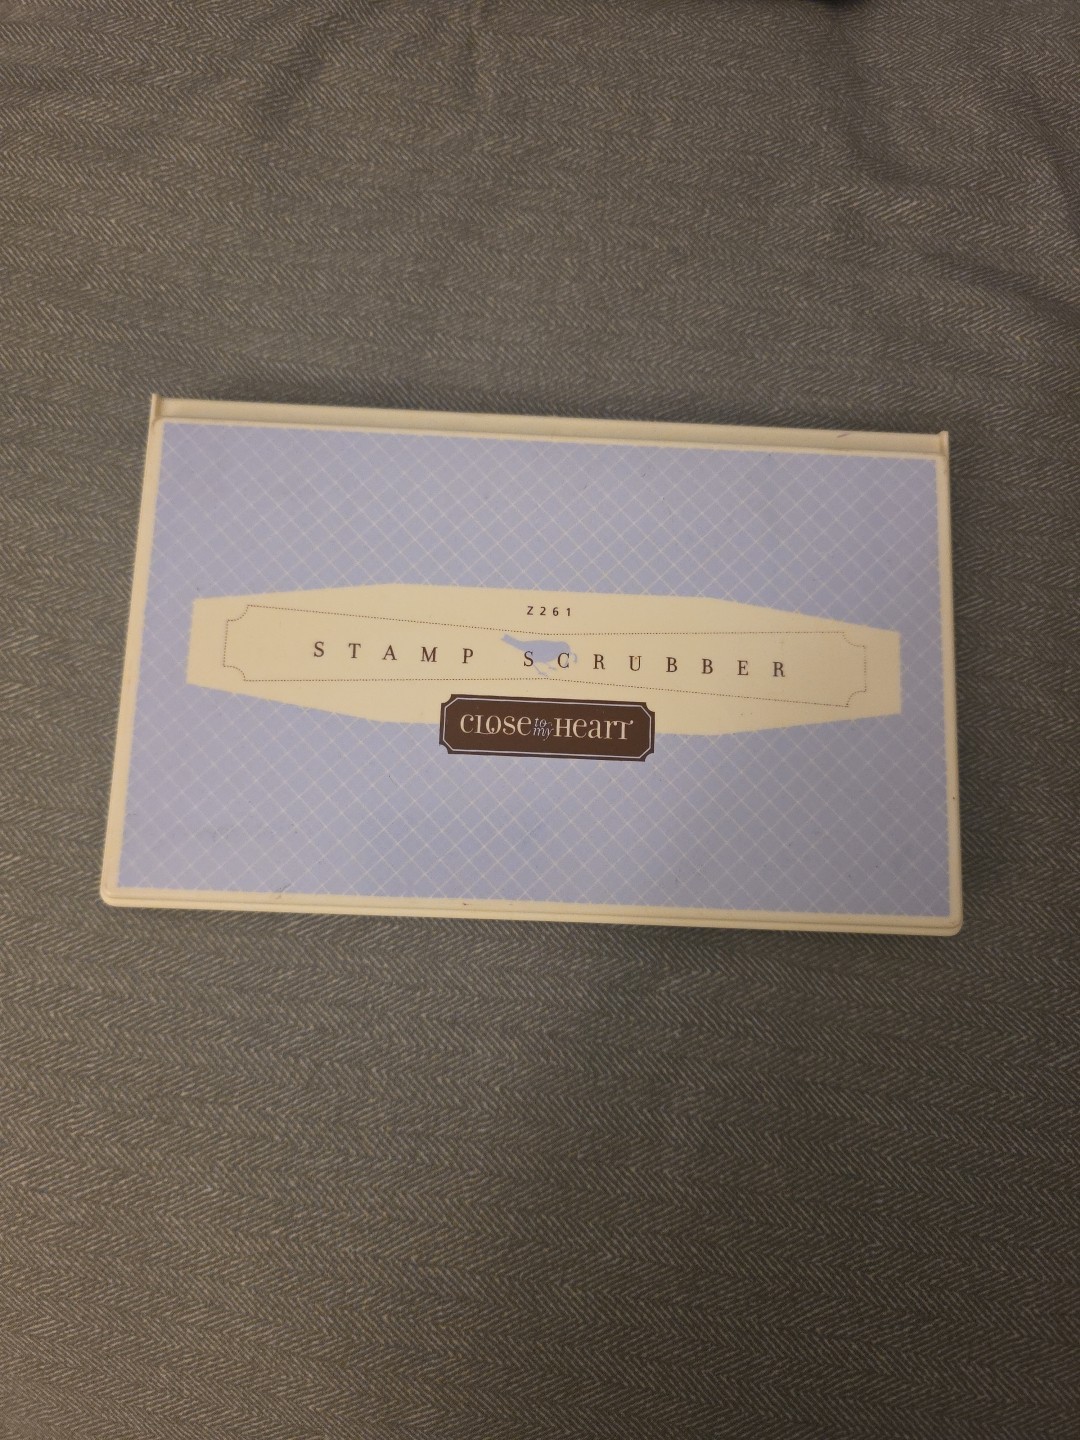 Z261
STAMP SCRUBBER
CLOSE to my HEART